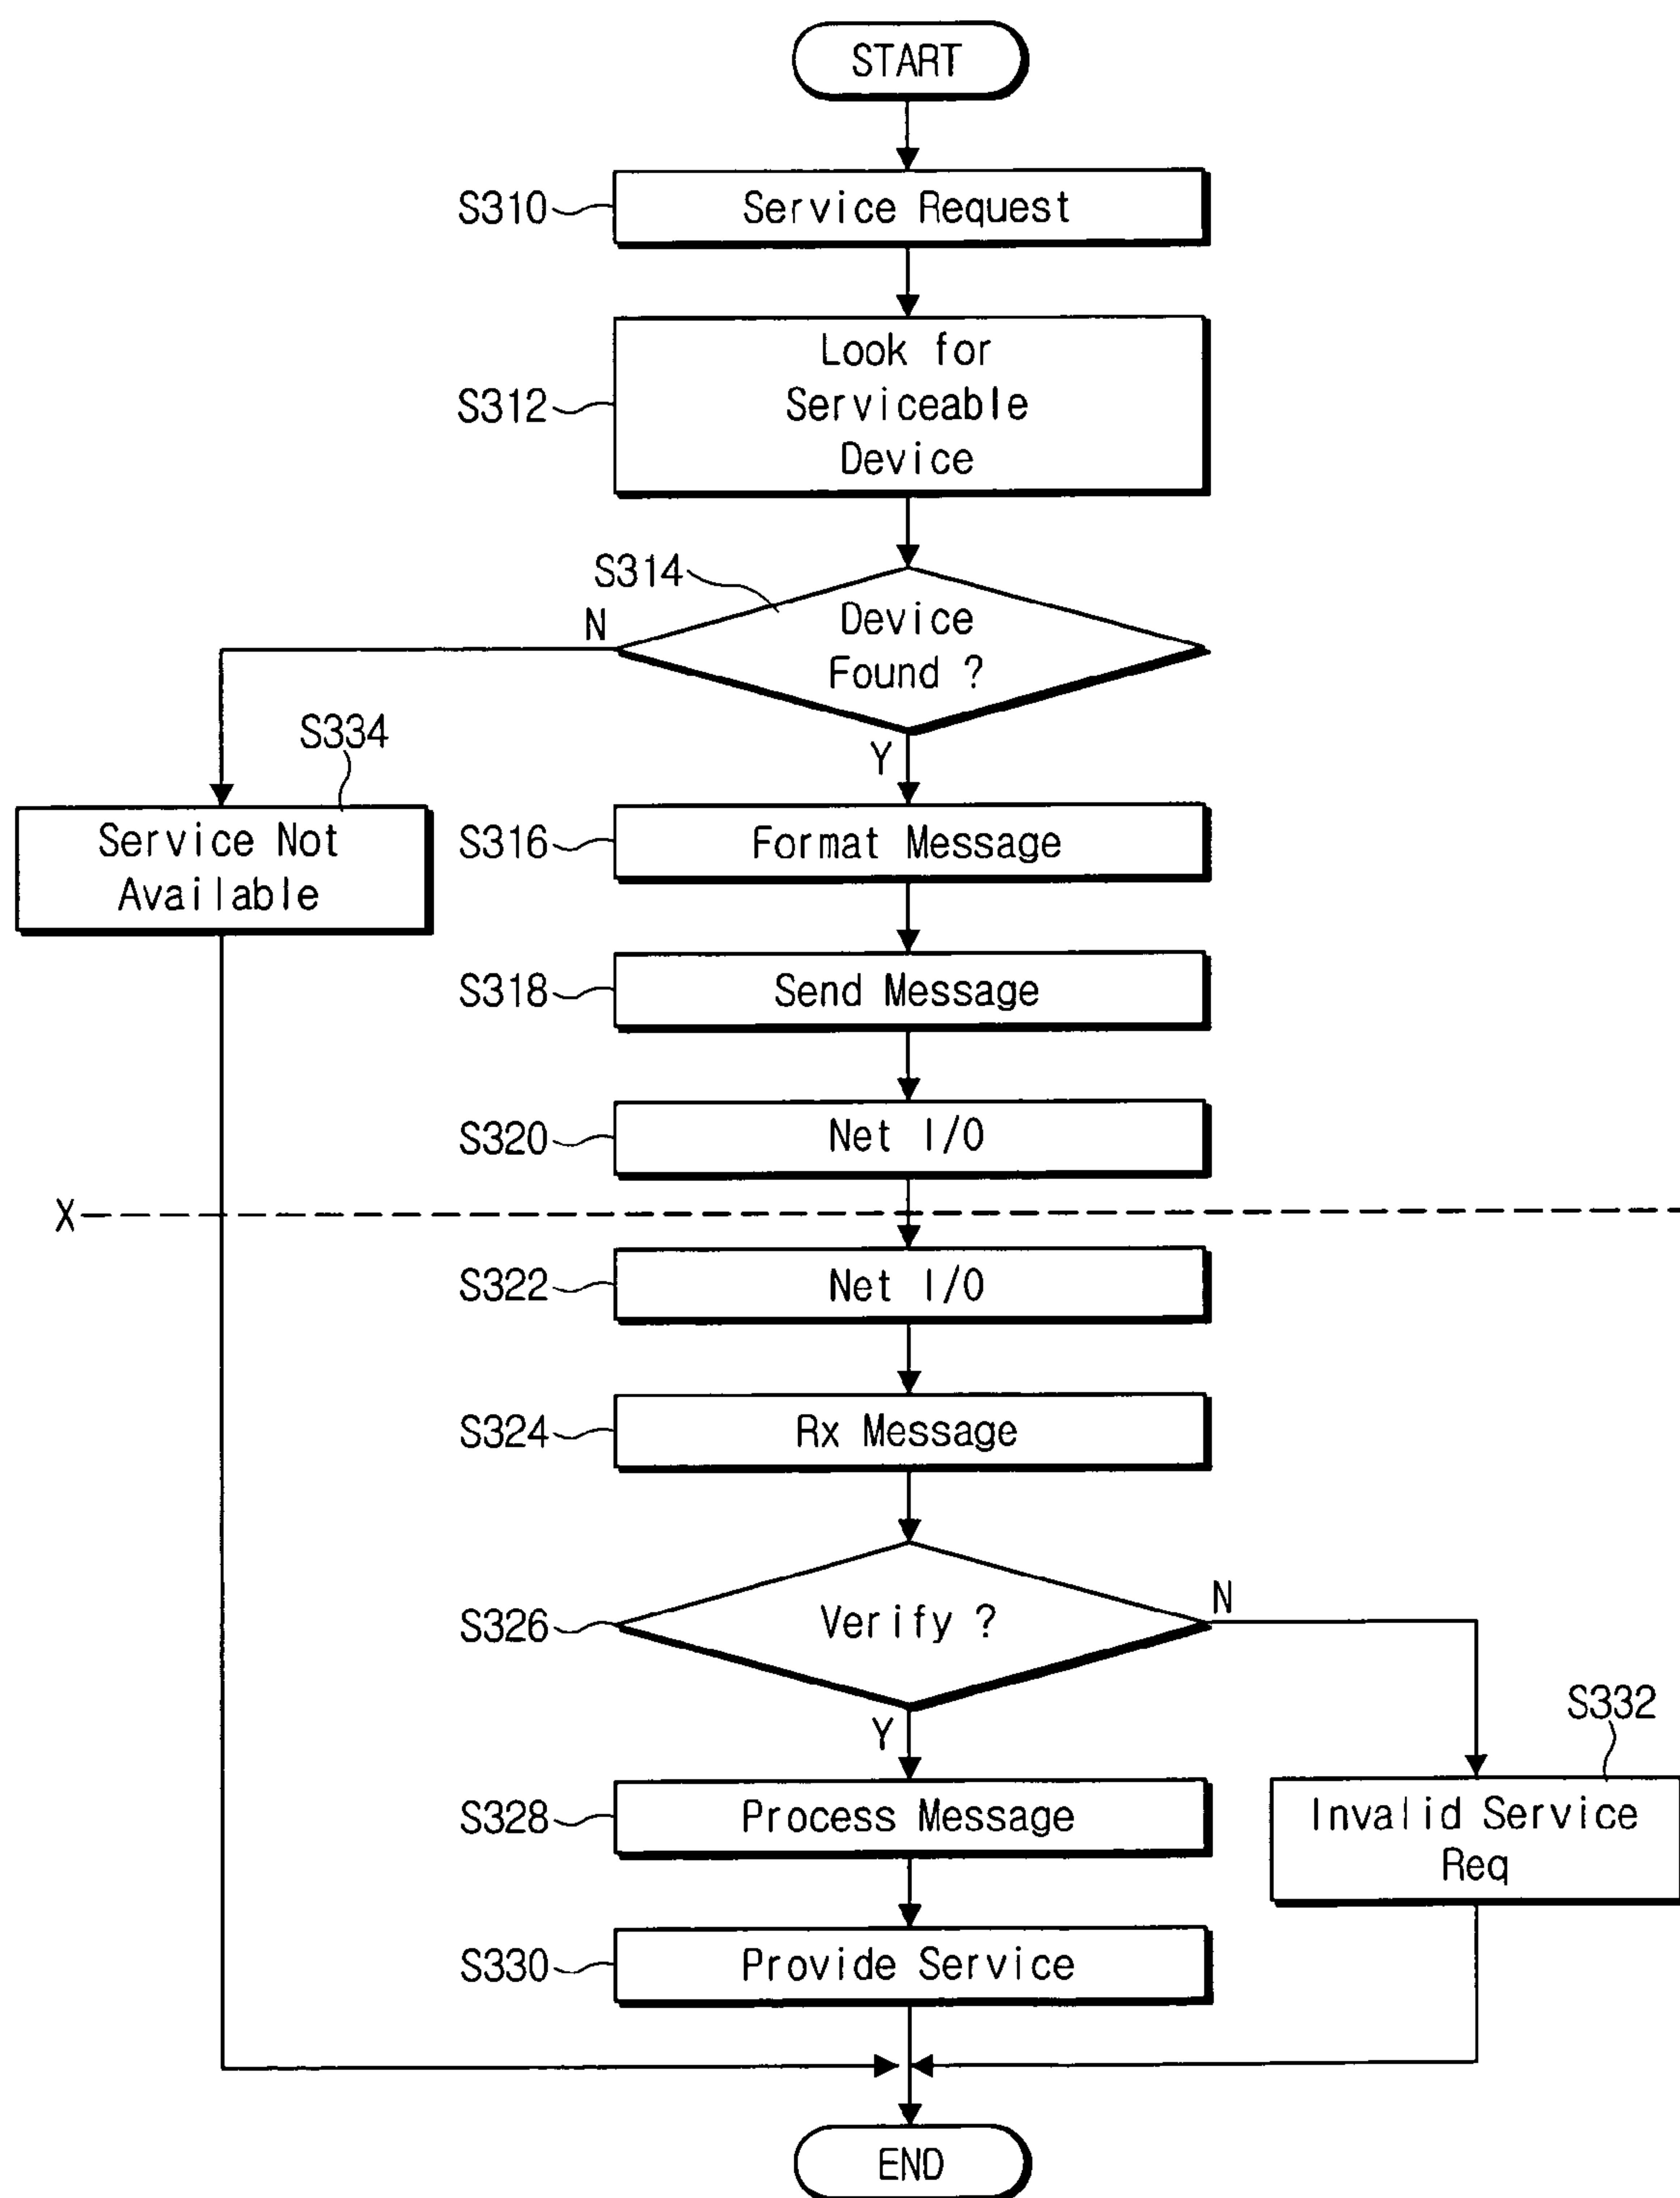 START
S310
Service Request
S312
Look for
Serviceable
Device
S314
Device
Found ?
N
Y
S334
Service Not
Available
S316
Format Message
S318
Send Message
S320
Net I/O
X
S322
Net I/O
S324
Rx Message
S326
Verify ?
N
Y
S332
Invalid Service
Req
S328
Process Message
S330
Provide Service
END